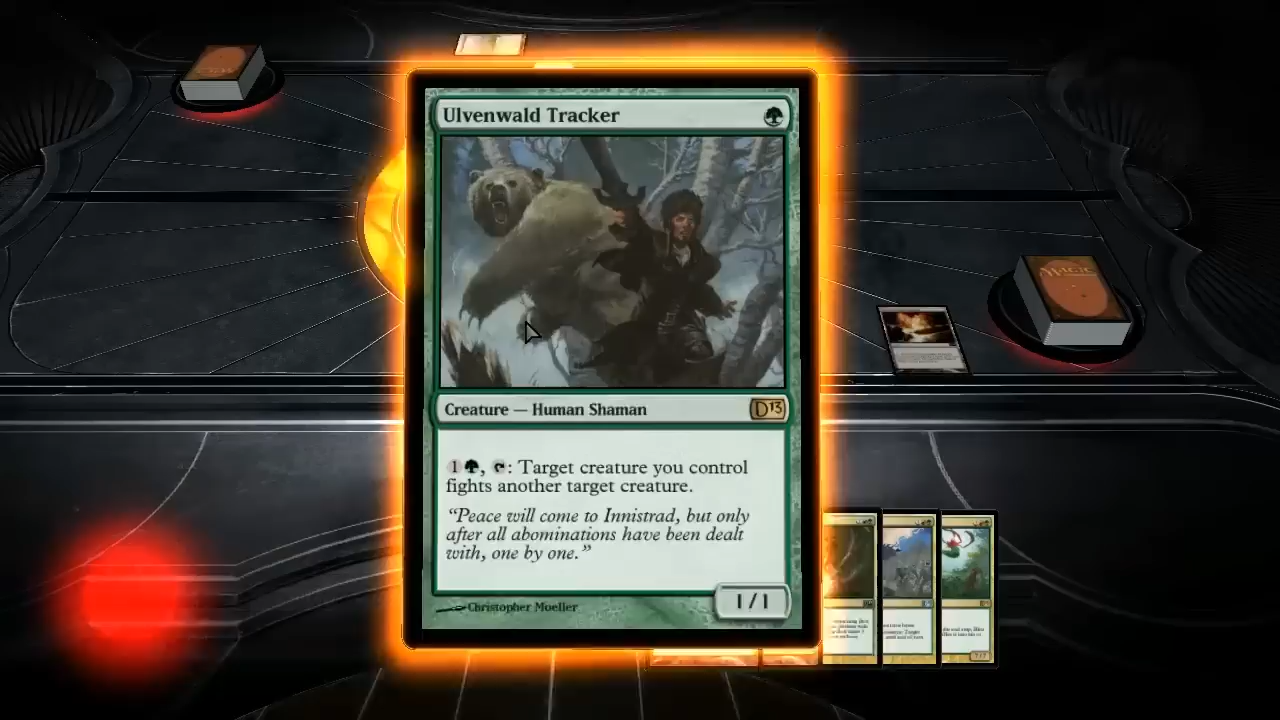 Ulvenwald Tracker
Creature — Human Shaman
D13
1, : Target creature you control
fights another target creature.
“Peace will come to Innistrad, but only
after all abominations have been dealt
with, one by one.”
1/1
Christopher Moeller
MAGIC